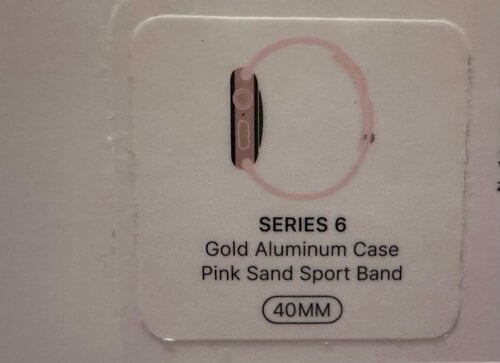 SERIES 6
Gold Aluminum Case
Pink Sand Sport Band
40MM